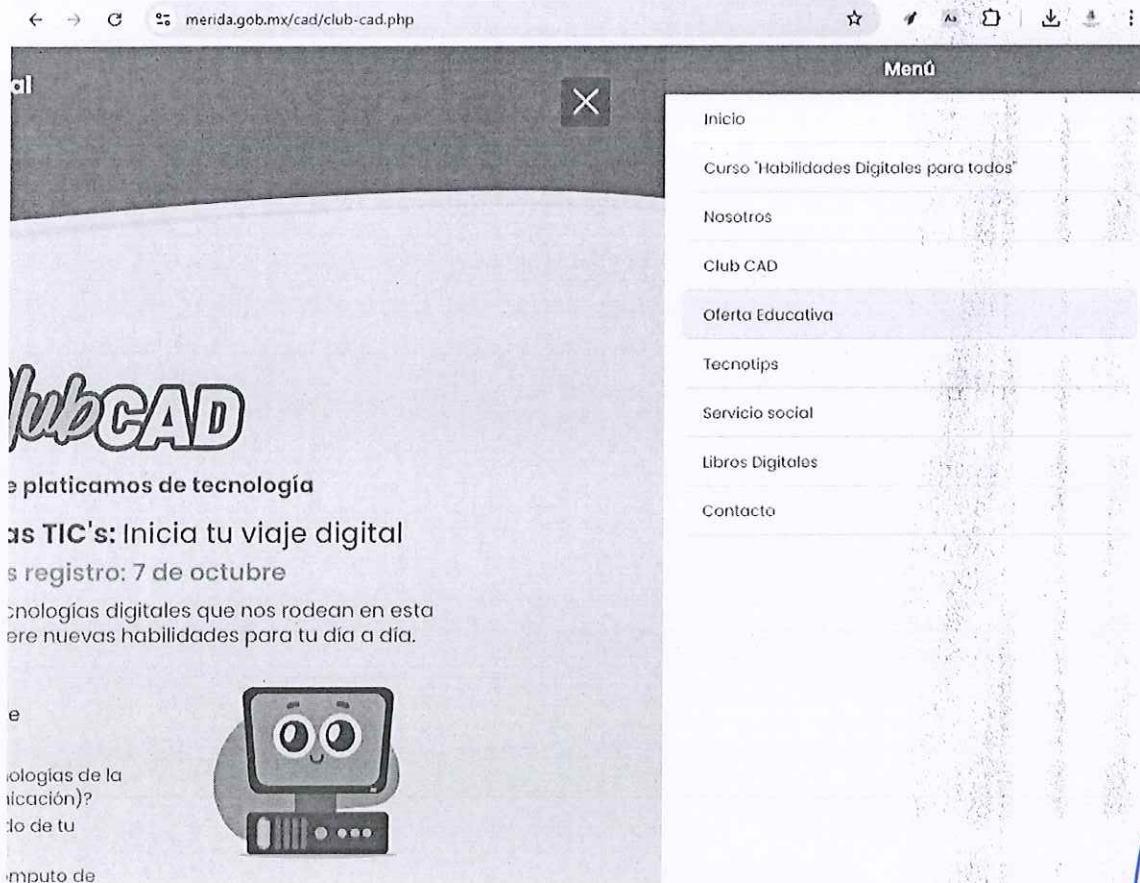 merida.gob.mx/cad/club-cad.php
al
Menú
Inicio
Curso "Habilidades Digitales para todos"
Nosotros
Club CAD
Oferta Educativa
Tecnotips
Servicio social
Libros Digitales
Contacto
lubCAD
e platicamos de tecnología
as TIC's: Inicia tu viaje digital
s registro: 7 de octubre
cnologías digitales que nos rodean en esta
ere nuevas habilidades para tu día a día.
e
ologías de la
nicación)?
do de tu
mputo de